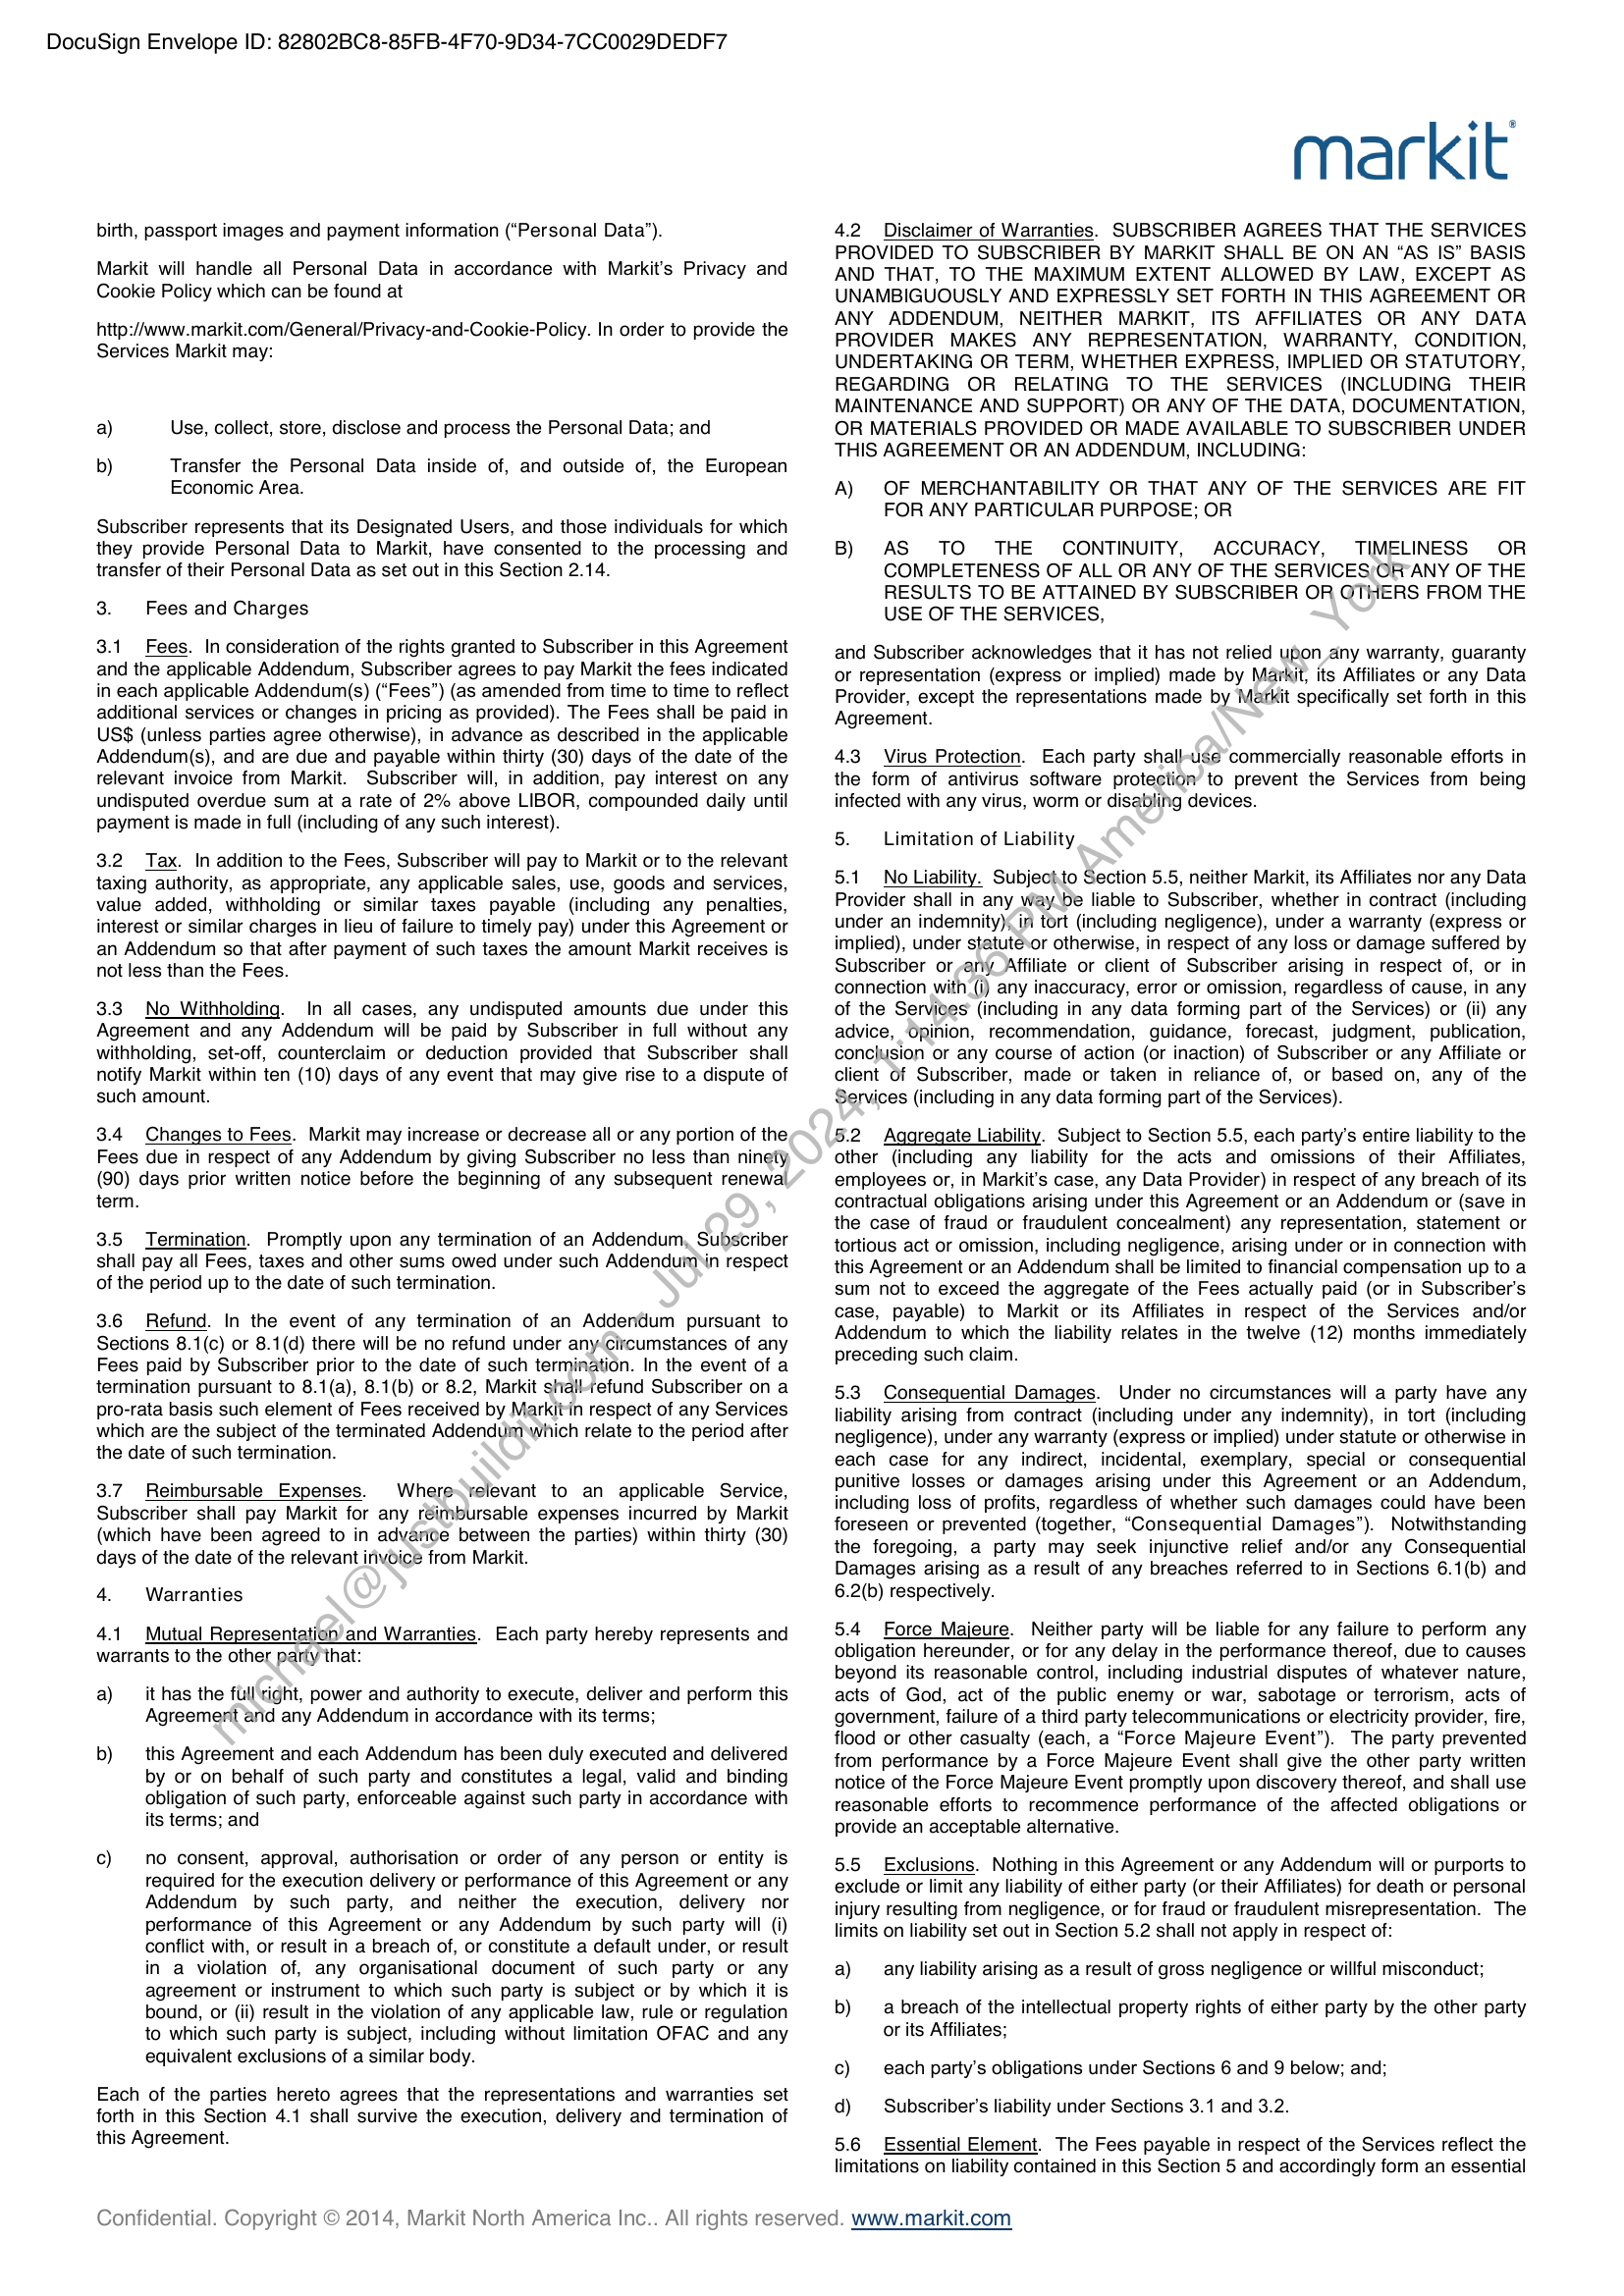 DocuSign Envelope ID: 82802BC8-85FB-4F70-9D34-7CC0029DEDF7
markit®
birth, passport images and payment information (“Personal Data”).
Markit will handle all Personal Data in accordance with Markit’s Privacy and
Cookie Policy which can be found at
http://www.markit.com/General/Privacy-and-Cookie-Policy. In order to provide the
Services Markit may:
a) Use, collect, store, disclose and process the Personal Data; and
b) Transfer the Personal Data inside of, and outside of, the European
Economic Area.
Subscriber represents that its Designated Users, and those individuals for which
they provide Personal Data to Markit, have consented to the processing and
transfer of their Personal Data as set out in this Section 2.14.
3. Fees and Charges
3.1 Fees. In consideration of the rights granted to Subscriber in this Agreement
and the applicable Addendum, Subscriber agrees to pay Markit the fees indicated
in each applicable Addendum(s) (“Fees”) (as amended from time to time to reflect
additional services or changes in pricing as provided). The Fees shall be paid in
US$ (unless parties agree otherwise), in advance as described in the applicable
Addendum(s), and are due and payable within thirty (30) days of the date of the
relevant invoice from Markit. Subscriber will, in addition, pay interest on any
undisputed overdue sum at a rate of 2% above LIBOR, compounded daily until
payment is made in full (including of any such interest).
3.2 Tax. In addition to the Fees, Subscriber will pay to Markit or to the relevant
taxing authority, as appropriate, any applicable sales, use, goods and services,
value added, withholding or similar taxes payable (including any penalties,
interest or similar charges in lieu of failure to timely pay) under this Agreement or
an Addendum so that after payment of such taxes the amount Markit receives is
not less than the Fees.
3.3 No Withholding. In all cases, any undisputed amounts due under this
Agreement and any Addendum will be paid by Subscriber in full without any
withholding, set-off, counterclaim or deduction provided that Subscriber shall
notify Markit within ten (10) days of any event that may give rise to a dispute of
such amount.
3.4 Changes to Fees. Markit may increase or decrease all or any portion of the
Fees due in respect of any Addendum by giving Subscriber no less than ninety
(90) days prior written notice before the beginning of any subsequent renewal
term.
3.5 Termination. Promptly upon any termination of an Addendum, Subscriber
shall pay all Fees, taxes and other sums owed under such Addendum in respect
of the period up to the date of such termination.
3.6 Refund. In the event of any termination of an Addendum pursuant to
Sections 8.1(c) or 8.1(d) there will be no refund under any circumstances of any
Fees paid by Subscriber prior to the date of such termination. In the event of a
termination pursuant to 8.1(a), 8.1(b) or 8.2, Markit shall refund Subscriber on a
pro-rata basis such element of Fees received by Markit in respect of any Services
which are the subject of the terminated Addendum which relate to the period after
the date of such termination.
3.7 Reimbursable Expenses. Where relevant to an applicable Service,
Subscriber shall pay Markit for any reimbursable expenses incurred by Markit
(which have been agreed to in advance between the parties) within thirty (30)
days of the date of the relevant invoice from Markit.
4. Warranties
4.1 Mutual Representation and Warranties. Each party hereby represents and
warrants to the other party that:
a) it has the full right, power and authority to execute, deliver and perform this
Agreement and any Addendum in accordance with its terms;
b) this Agreement and each Addendum has been duly executed and delivered
by or on behalf of such party and constitutes a legal, valid and binding
obligation of such party, enforceable against such party in accordance with
its terms; and
c) no consent, approval, authorisation or order of any person or entity is
required for the execution delivery or performance of this Agreement or any
Addendum by such party, and neither the execution, delivery nor
performance of this Agreement or any Addendum by such party will (i)
conflict with, or result in a breach of, or constitute a default under, or result
in a violation of, any organisational document of such party or any
agreement or instrument to which such party is subject or by which it is
bound, or (ii) result in the violation of any applicable law, rule or regulation
to which such party is subject, including without limitation OFAC and any
equivalent exclusions of a similar body.
Each of the parties hereto agrees that the representations and warranties set
forth in this Section 4.1 shall survive the execution, delivery and termination of
this Agreement.
4.2 Disclaimer of Warranties. SUBSCRIBER AGREES THAT THE SERVICES
PROVIDED TO SUBSCRIBER BY MARKIT SHALL BE ON AN “AS IS” BASIS
AND THAT, TO THE MAXIMUM EXTENT ALLOWED BY LAW, EXCEPT AS
UNAMBIGUOUSLY AND EXPRESSLY SET FORTH IN THIS AGREEMENT OR
ANY ADDENDUM, NEITHER MARKIT, ITS AFFILIATES OR ANY DATA
PROVIDER MAKES ANY REPRESENTATION, WARRANTY, CONDITION,
UNDERTAKING OR TERM, WHETHER EXPRESS, IMPLIED OR STATUTORY,
REGARDING OR RELATING TO THE SERVICES (INCLUDING THEIR
MAINTENANCE AND SUPPORT) OR ANY OF THE DATA, DOCUMENTATION,
OR MATERIALS PROVIDED OR MADE AVAILABLE TO SUBSCRIBER UNDER
THIS AGREEMENT OR AN ADDENDUM, INCLUDING:
A) OF MERCHANTABILITY OR THAT ANY OF THE SERVICES ARE FIT
FOR ANY PARTICULAR PURPOSE; OR
B) AS TO THE CONTINUITY, ACCURACY, TIMELINESS OR
COMPLETENESS OF ALL OR ANY OF THE SERVICES OR ANY OF THE
RESULTS TO BE ATTAINED BY SUBSCRIBER OR OTHERS FROM THE
USE OF THE SERVICES,
and Subscriber acknowledges that it has not relied upon any warranty, guaranty
or representation (express or implied) made by Markit, its Affiliates or any Data
Provider, except the representations made by Markit specifically set forth in this
Agreement.
4.3 Virus Protection. Each party shall use commercially reasonable efforts in
the form of antivirus software protection to prevent the Services from being
infected with any virus, worm or disabling devices.
5. Limitation of Liability
5.1 No Liability. Subject to Section 5.5, neither Markit, its Affiliates nor any Data
Provider shall in any way be liable to Subscriber, whether in contract (including
under an indemnity), in tort (including negligence), under a warranty (express or
implied), under statute or otherwise, in respect of any loss or damage suffered by
Subscriber or any Affiliate or client of Subscriber arising in respect of, or in
connection with (i) any inaccuracy, error or omission, regardless of cause, in any
of the Services (including in any data forming part of the Services) or (ii) any
advice, opinion, recommendation, guidance, forecast, judgment, publication,
conclusion or any course of action (or inaction) of Subscriber or any Affiliate or
client of Subscriber, made or taken in reliance of, or based on, any of the
Services (including in any data forming part of the Services).
5.2 Aggregate Liability. Subject to Section 5.5, each party’s entire liability to the
other (including any liability for the acts and omissions of their Affiliates,
employees or, in Markit’s case, any Data Provider) in respect of any breach of its
contractual obligations arising under this Agreement or an Addendum or (save in
the case of fraud or fraudulent concealment) any representation, statement or
tortious act or omission, including negligence, arising under or in connection with
this Agreement or an Addendum shall be limited to financial compensation up to a
sum not to exceed the aggregate of the Fees actually paid (or in Subscriber’s
case, payable) to Markit or its Affiliates in respect of the Services and/or
Addendum to which the liability relates in the twelve (12) months immediately
preceding such claim.
5.3 Consequential Damages. Under no circumstances will a party have any
liability arising from contract (including under any indemnity), in tort (including
negligence), under any warranty (express or implied) under statute or otherwise in
each case for any indirect, incidental, exemplary, special or consequential
punitive losses or damages arising under this Agreement or an Addendum,
including loss of profits, regardless of whether such damages could have been
foreseen or prevented (together, “Consequential Damages”). Notwithstanding
the foregoing, a party may seek injunctive relief and/or any Consequential
Damages arising as a result of any breaches referred to in Sections 6.1(b) and
6.2(b) respectively.
5.4 Force Majeure. Neither party will be liable for any failure to perform any
obligation hereunder, or for any delay in the performance thereof, due to causes
beyond its reasonable control, including industrial disputes of whatever nature,
acts of God, act of the public enemy or war, sabotage or terrorism, acts of
government, failure of a third party telecommunications or electricity provider, fire,
flood or other casualty (each, a “Force Majeure Event”). The party prevented
from performance by a Force Majeure Event shall give the other party written
notice of the Force Majeure Event promptly upon discovery thereof, and shall use
reasonable efforts to recommence performance of the affected obligations or
provide an acceptable alternative.
5.5 Exclusions. Nothing in this Agreement or any Addendum will or purports to
exclude or limit any liability of either party (or their Affiliates) for death or personal
injury resulting from negligence, or for fraud or fraudulent misrepresentation. The
limits on liability set out in Section 5.2 shall not apply in respect of:
a) any liability arising as a result of gross negligence or willful misconduct;
b) a breach of the intellectual property rights of either party by the other party
or its Affiliates;
c) each party’s obligations under Sections 6 and 9 below; and;
d) Subscriber’s liability under Sections 3.1 and 3.2.
5.6 Essential Element. The Fees payable in respect of the Services reflect the
limitations on liability contained in this Section 5 and accordingly form an essential
michael@justbuildit.com - Jul 29, 2024, 1:14:36 PM America/New_York
Confidential. Copyright © 2014, Markit North America Inc.. All rights reserved. www.markit.com